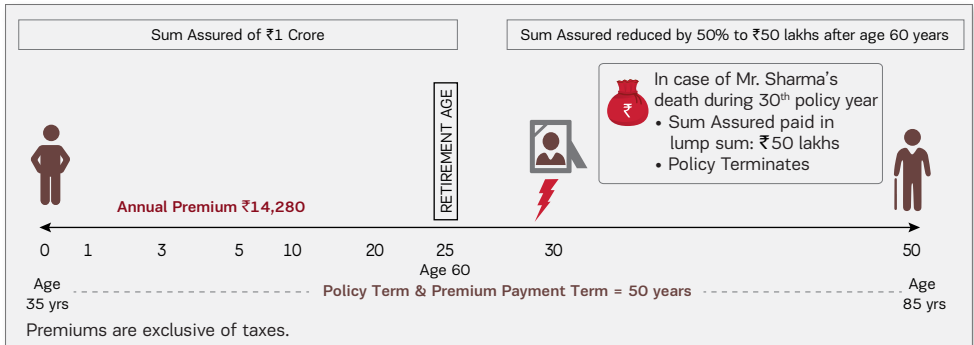 Sum Assured of ₹1 Crore
Sum Assured reduced by 50% to ₹50 lakhs after age 60 years
In case of Mr. Sharma's
death during 30th policy year
• Sum Assured paid in
lump sum: ₹50 lakhs
• Policy Terminates
₹
RETIREMENT AGE
Annual Premium ₹14,280
0 1 3 5 10 20 25 30 50
Age 60
Age
35 yrs
Policy Term & Premium Payment Term = 50 years
Age
85 yrs
Premiums are exclusive of taxes.